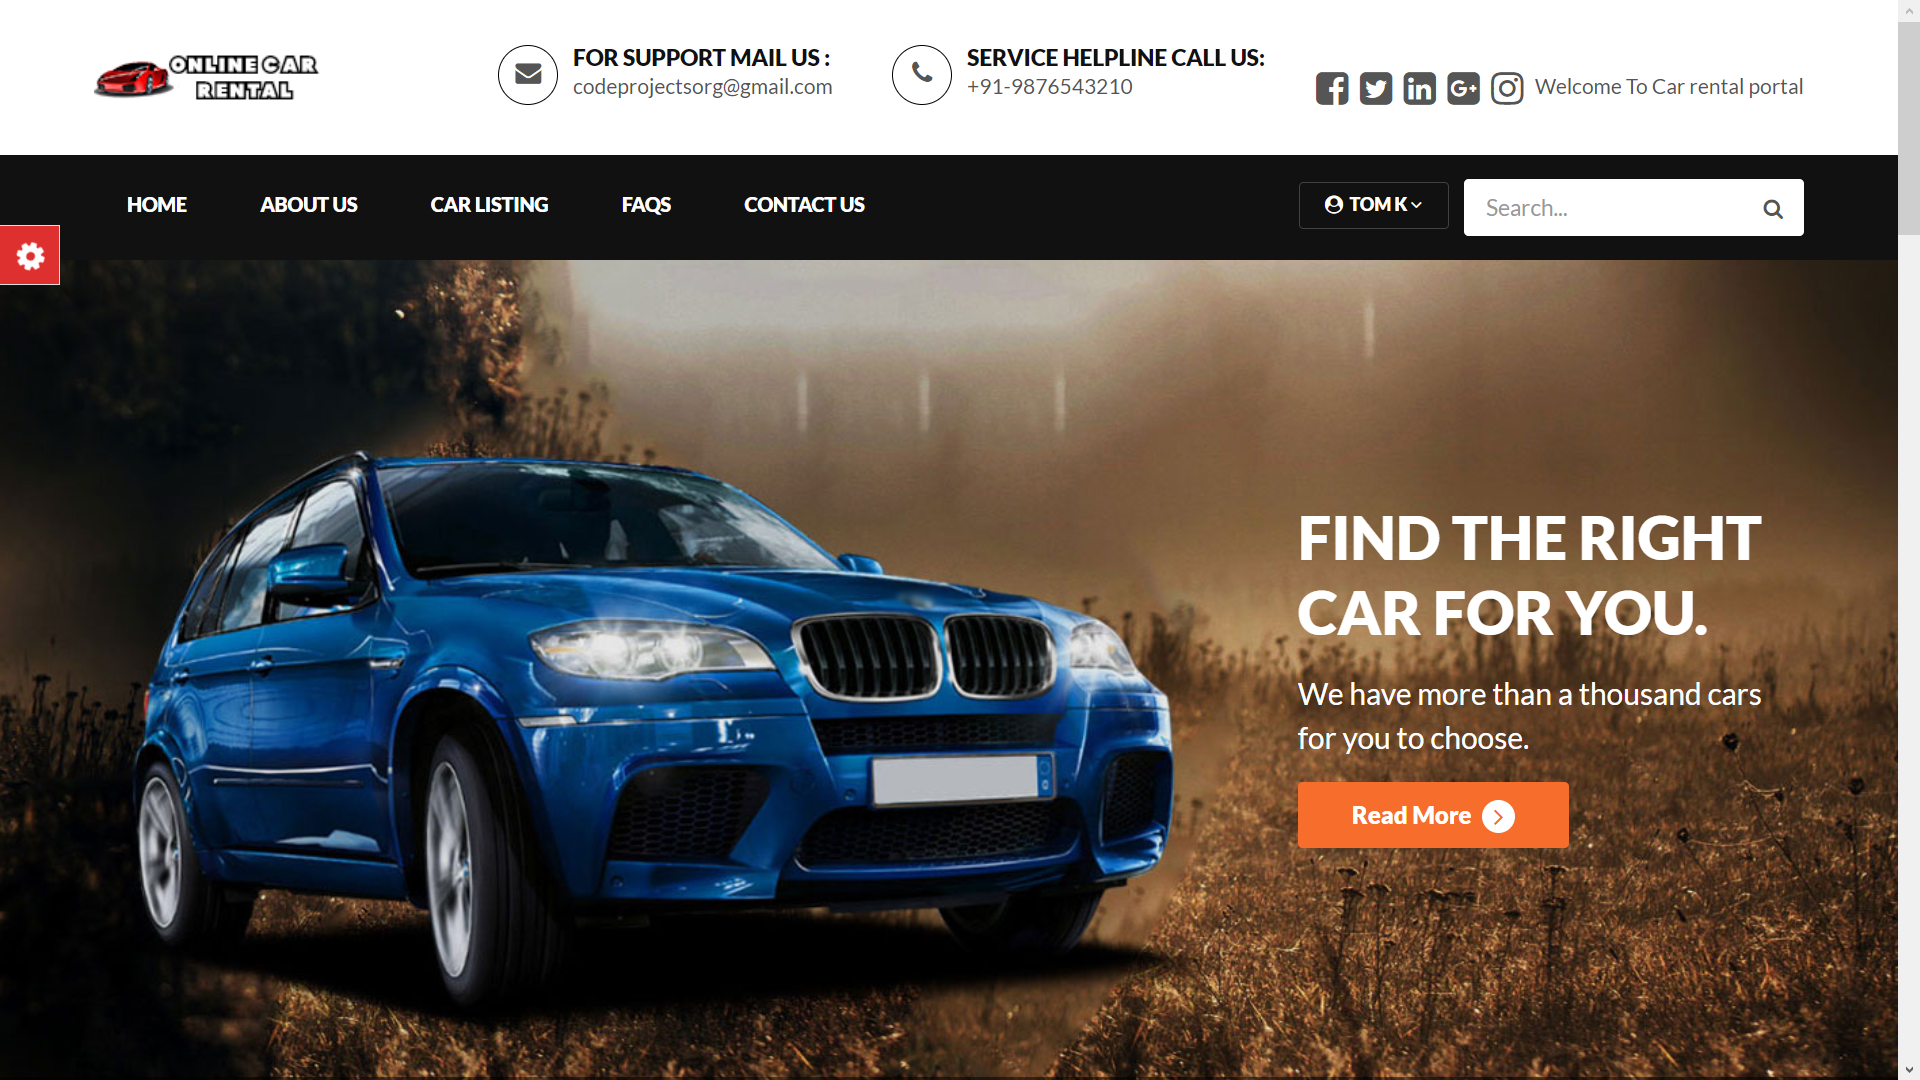 ONLINE CAR
RENTAL
FOR SUPPORT MAIL US :
codeprojectsorg@gmail.com
SERVICE HELPLINE CALL US:
+91-9876543210
Welcome To Car rental portal
HOME
ABOUT US
CAR LISTING
FAQS
CONTACT US
TOM K
Search...
FIND THE RIGHT
CAR FOR YOU.
We have more than a thousand cars
for you to choose.
Read More